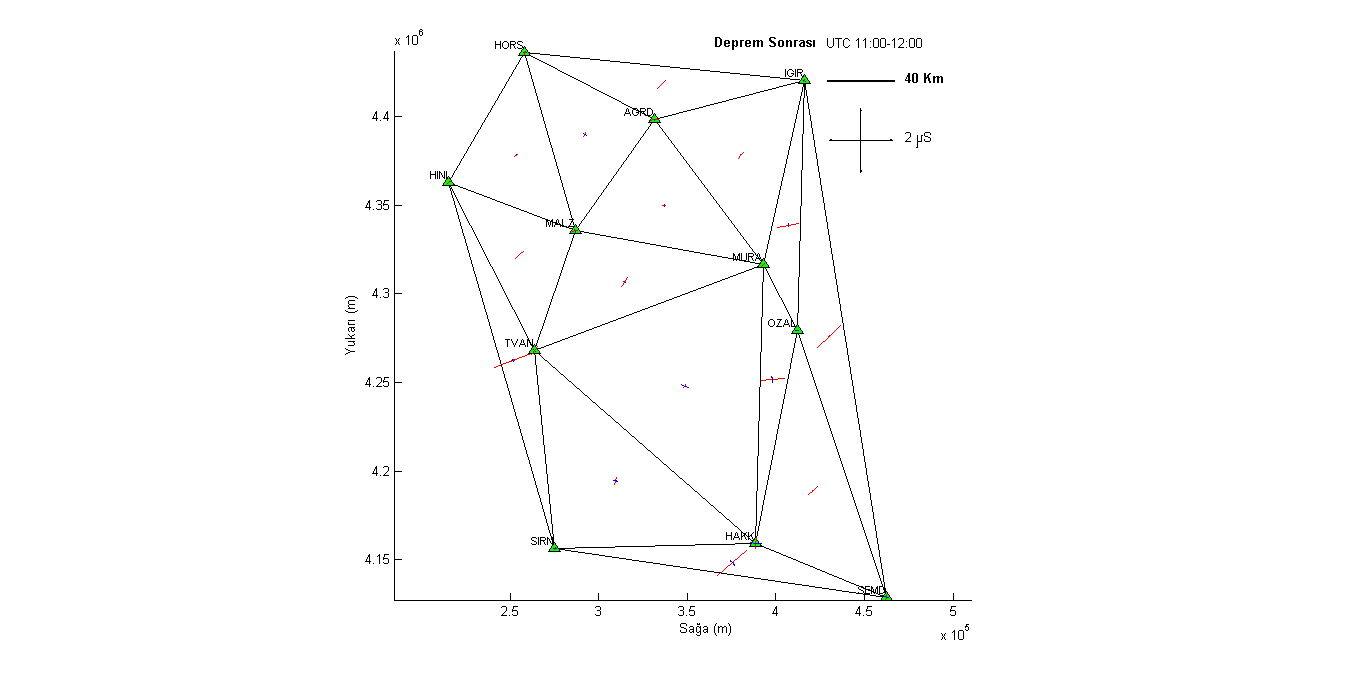 x 10⁶
HORS
Deprem Sonrası UTC 11:00-12:00
IGIR
40 Km
AGRD
4.4
2 µS
HINI
4.35
MALZ
MURA
4.3
OZAL
TVAN
Yukarı (m)
4.25
4.2
SIRN
HAKK
4.15
SEMD
2.5 3 3.5 4 4.5 5
Sağa (m)
x 10⁵